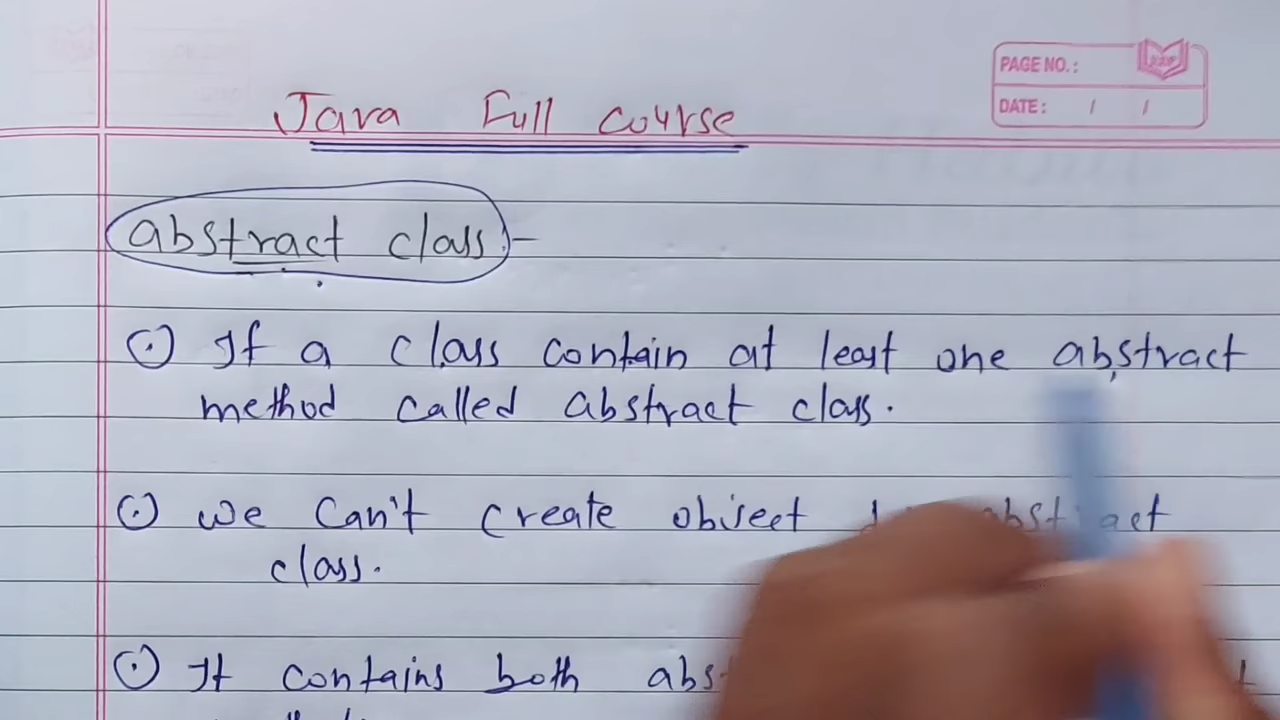 PAGE NO. :
DATE : / /
Java Full course
abstract class :-
If a class contain at least one abstract
method called abstract class.
we can't create object abstract
class.
It contains both